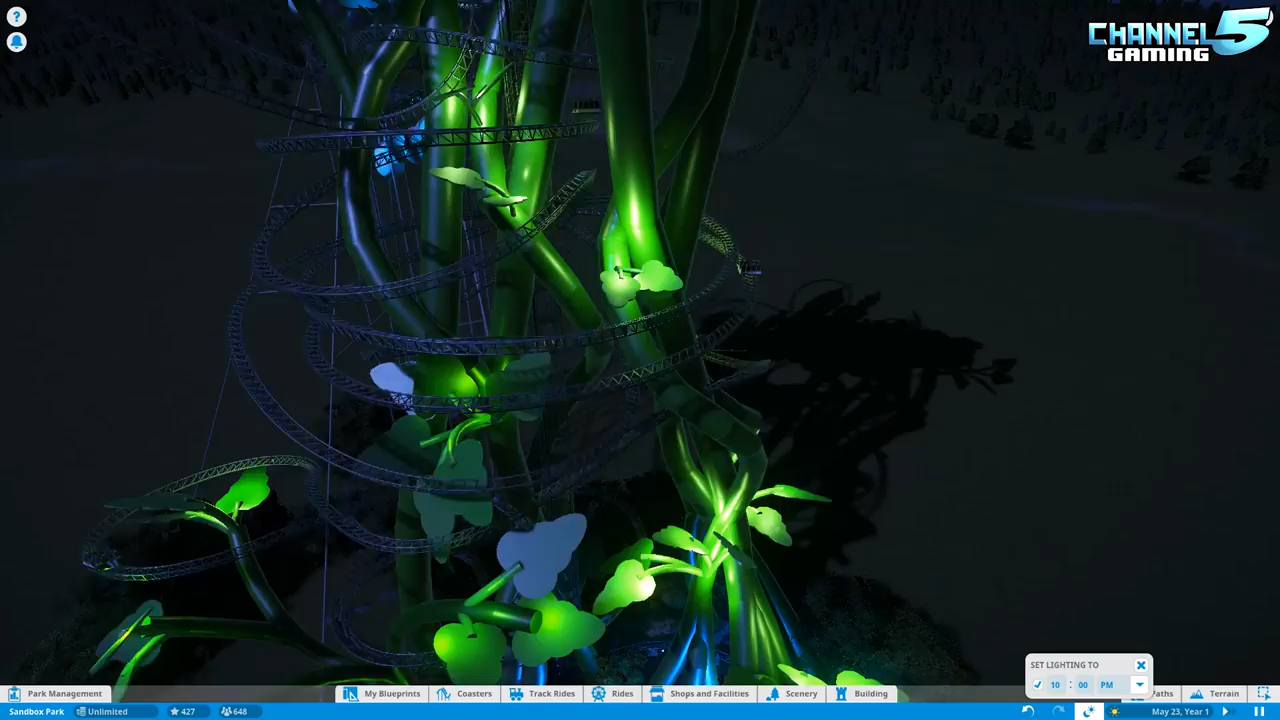 ?
CHANNEL 5
GAMING
SET LIGHTING TO
10 : 00 PM
Park Management
My Blueprints
Coasters
Track Rides
Rides
Shops and Facilities
Scenery
Building
Paths
Terrain
Sandbox Park
Unlimited
427
648
May 23, Year 1